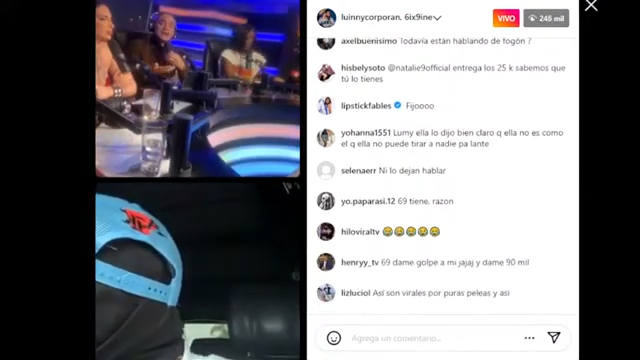 luinnycorporan, 6ix9ine
VIVO
245 mil
axelbuenisimo Todavía están hablando de fogón ?
hisbelysoto @natalie9official entrega los 25 k sabemos que
tú lo tienes
lipstickfables Fijoooo
yohanna1551 Lumy ella lo dijo bien claro q ella no es como
el q ella no puede tirar a nadie pa lante
selenaerr Ni lo dejan hablar
yo.paparasi.12 69 tiene, razon
hiloviraltv 😂😂😂😂😂
henryy_tv 69 dame golpe a mi jajaj y dame 90 mil
lizluciol Así son virales por puras peleas y asi
Agrega un comentario...